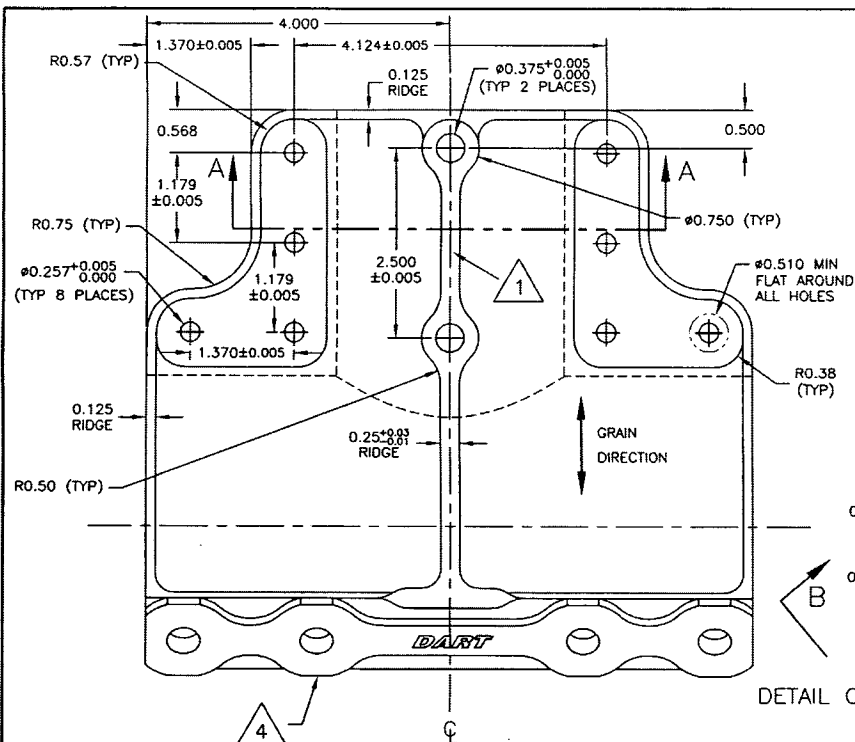 4.000
1.370±0.005
4.124±0.005
R0.57 (TYP)
0.125
RIDGE
ø0.375+0.005
0.000
(TYP 2 PLACES)
0.568
0.500
A
A
1.179
±0.005
R0.75 (TYP)
ø0.750 (TYP)
2.500
±0.005
1
ø0.257+0.005
0.000
(TYP 8 PLACES)
1.179
±0.005
ø0.510 MIN
FLAT AROUND
ALL HOLES
1.370±0.005
R0.38
(TYP)
0.125
RIDGE
0.25+0.03
-0.01
RIDGE
GRAIN
DIRECTION
R0.50 (TYP)
0
0
B
DART
DETAIL C
4
℄